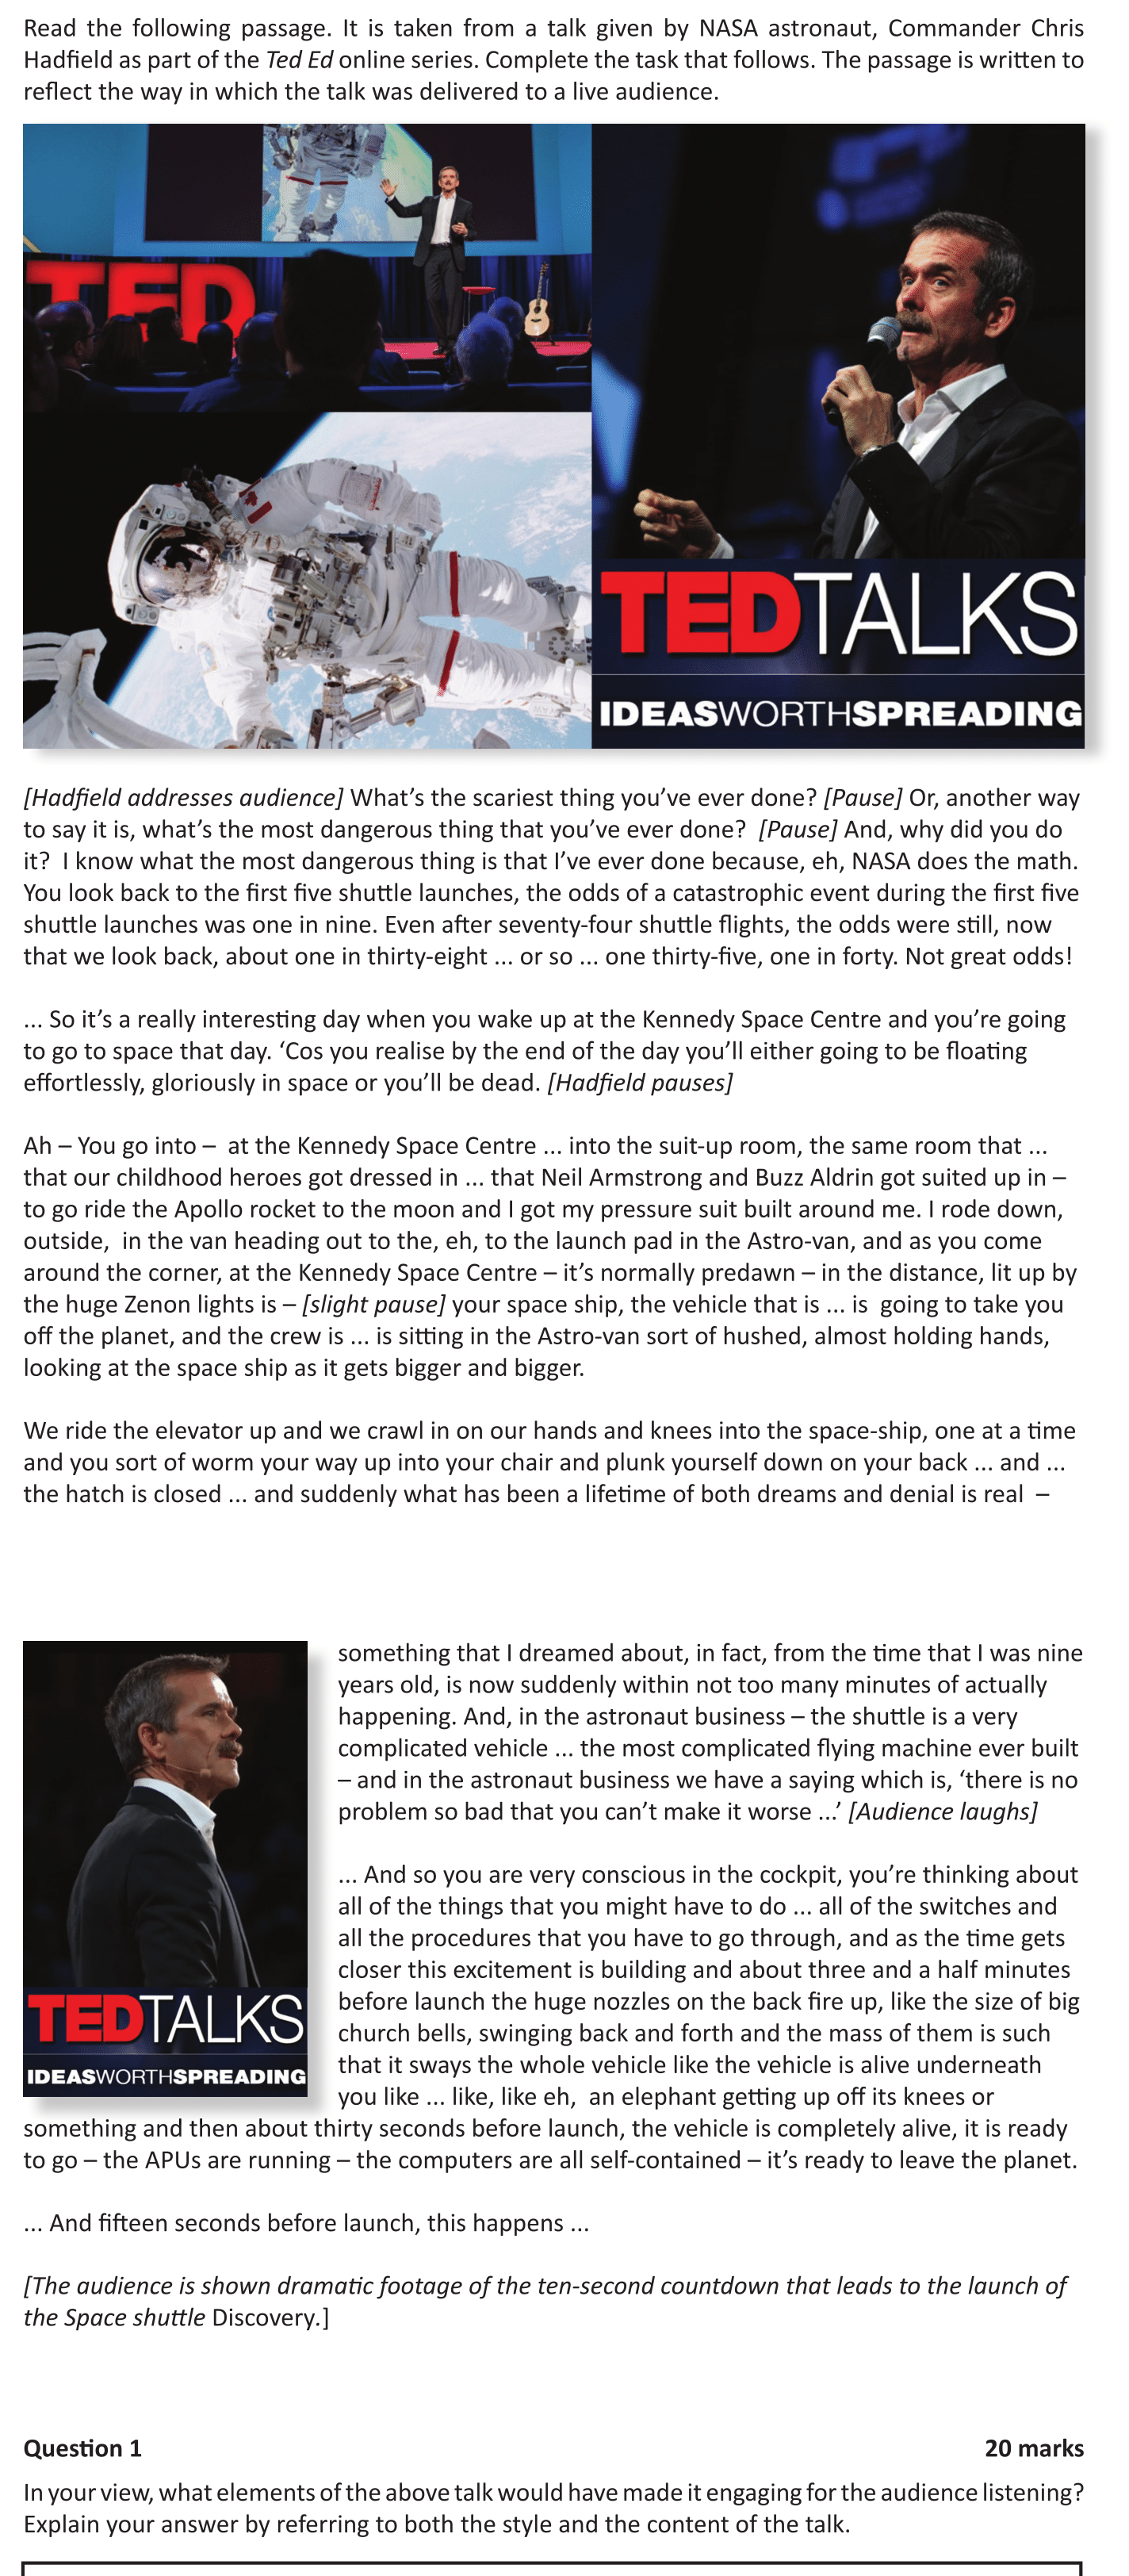 Read the following passage. It is taken from a talk given by NASA astronaut, Commander Chris
Hadfield as part of the Ted Ed online series. Complete the task that follows. The passage is written to
reflect the way in which the talk was delivered to a live audience.
TED
TEDTALKS
IDEASWORTHSPREADING
[Hadfield addresses audience] What’s the scariest thing you’ve ever done? [Pause] Or, another way
to say it is, what’s the most dangerous thing that you’ve ever done? [Pause] And, why did you do
it? I know what the most dangerous thing is that I’ve ever done because, eh, NASA does the math.
You look back to the first five shuttle launches, the odds of a catastrophic event during the first five
shuttle launches was one in nine. Even after seventy-four shuttle flights, the odds were still, now
that we look back, about one in thirty-eight ... or so ... one thirty-five, one in forty. Not great odds!
... So it’s a really interesting day when you wake up at the Kennedy Space Centre and you’re going
to go to space that day. ‘Cos you realise by the end of the day you’ll either going to be floating
effortlessly, gloriously in space or you’ll be dead. [Hadfield pauses]
Ah – You go into – at the Kennedy Space Centre ... into the suit-up room, the same room that ...
that our childhood heroes got dressed in ... that Neil Armstrong and Buzz Aldrin got suited up in –
to go ride the Apollo rocket to the moon and I got my pressure suit built around me. I rode down,
outside, in the van heading out to the, eh, to the launch pad in the Astro-van, and as you come
around the corner, at the Kennedy Space Centre – it’s normally predawn – in the distance, lit up by
the huge Zenon lights is – [slight pause] your space ship, the vehicle that is ... is going to take you
off the planet, and the crew is ... is sitting in the Astro-van sort of hushed, almost holding hands,
looking at the space ship as it gets bigger and bigger.
We ride the elevator up and we crawl in on our hands and knees into the space-ship, one at a time
and you sort of worm your way up into your chair and plunk yourself down on your back ... and ...
the hatch is closed ... and suddenly what has been a lifetime of both dreams and denial is real –
something that I dreamed about, in fact, from the time that I was nine
years old, is now suddenly within not too many minutes of actually
happening. And, in the astronaut business – the shuttle is a very
complicated vehicle ... the most complicated flying machine ever built
– and in the astronaut business we have a saying which is, ‘there is no
problem so bad that you can’t make it worse ...’ [Audience laughs]
... And so you are very conscious in the cockpit, you’re thinking about
all of the things that you might have to do ... all of the switches and
all the procedures that you have to go through, and as the time gets
closer this excitement is building and about three and a half minutes
before launch the huge nozzles on the back fire up, like the size of big
church bells, swinging back and forth and the mass of them is such
that it sways the whole vehicle like the vehicle is alive underneath
you like ... like, like eh, an elephant getting up off its knees or
TEDTALKS
IDEASWORTHSPREADING
something and then about thirty seconds before launch, the vehicle is completely alive, it is ready
to go – the APUs are running – the computers are all self-contained – it’s ready to leave the planet.
... And fifteen seconds before launch, this happens ...
[The audience is shown dramatic footage of the ten-second countdown that leads to the launch of
the Space shuttle Discovery.]
Question 1 20 marks
In your view, what elements of the above talk would have made it engaging for the audience listening?
Explain your answer by referring to both the style and the content of the talk.